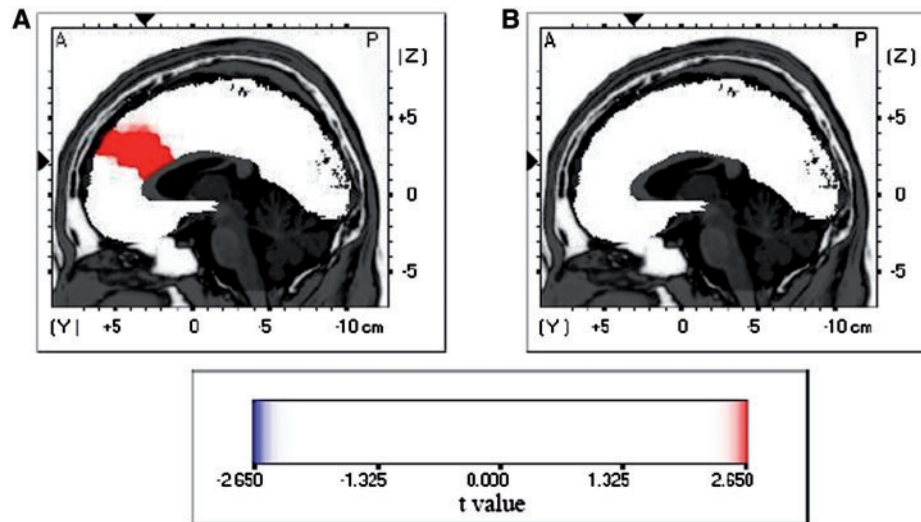 A B
A P (Z) A P (Z)
+5 +5
0 0
-5 -5
(Y) +5 0 -5 -10 cm (Y) +5 0 -5 -10 cm
-2.650 -1.325 0.000 1.325 2.650
t value